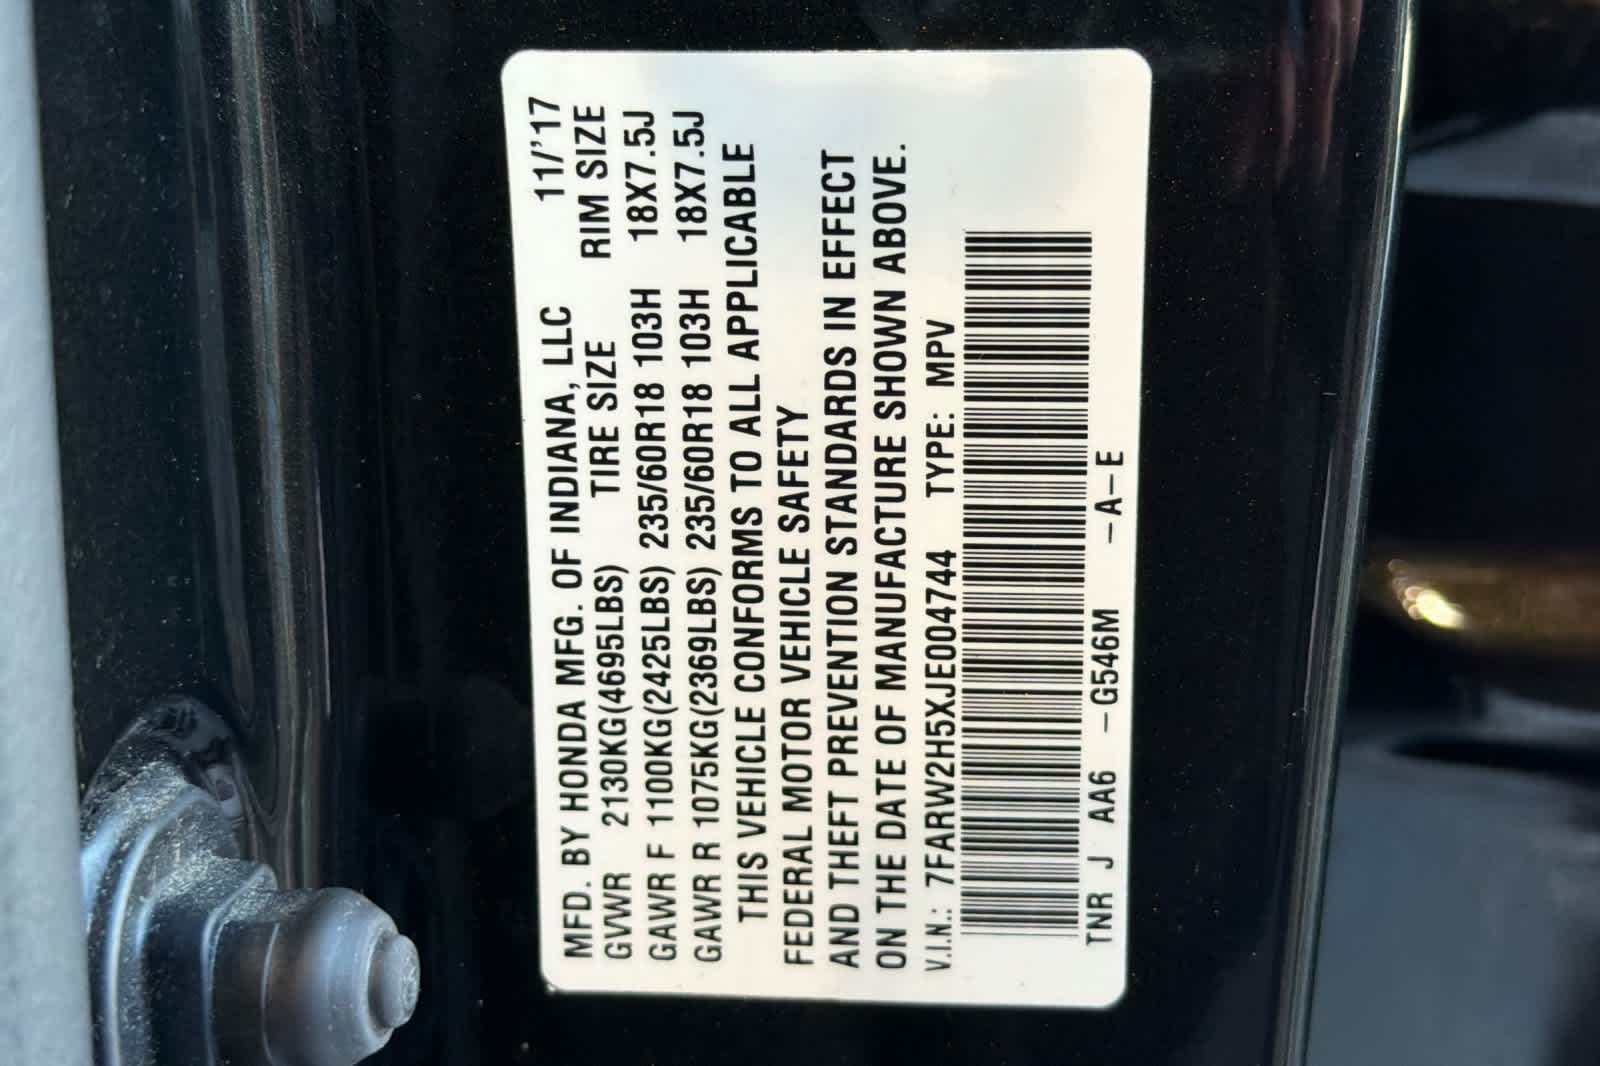 MFD. BY HONDA MFG. OF INDIANA, LLC 11/'17
GVWR 2130KG(4695LBS) TIRE SIZE RIM SIZE
GAWR F 1100KG(2425LBS) 235/60R18 103H 18X7.5J
GAWR R 1075KG(2369LBS) 235/60R18 103H 18X7.5J
THIS VEHICLE CONFORMS TO ALL APPLICABLE
FEDERAL MOTOR VEHICLE SAFETY
AND THEFT PREVENTION STANDARDS IN EFFECT
ON THE DATE OF MANUFACTURE SHOWN ABOVE.
V.I.N.: 7FARW2H5XJE004744 TYPE: MPV
TNR J AA6 –G546M –A–E